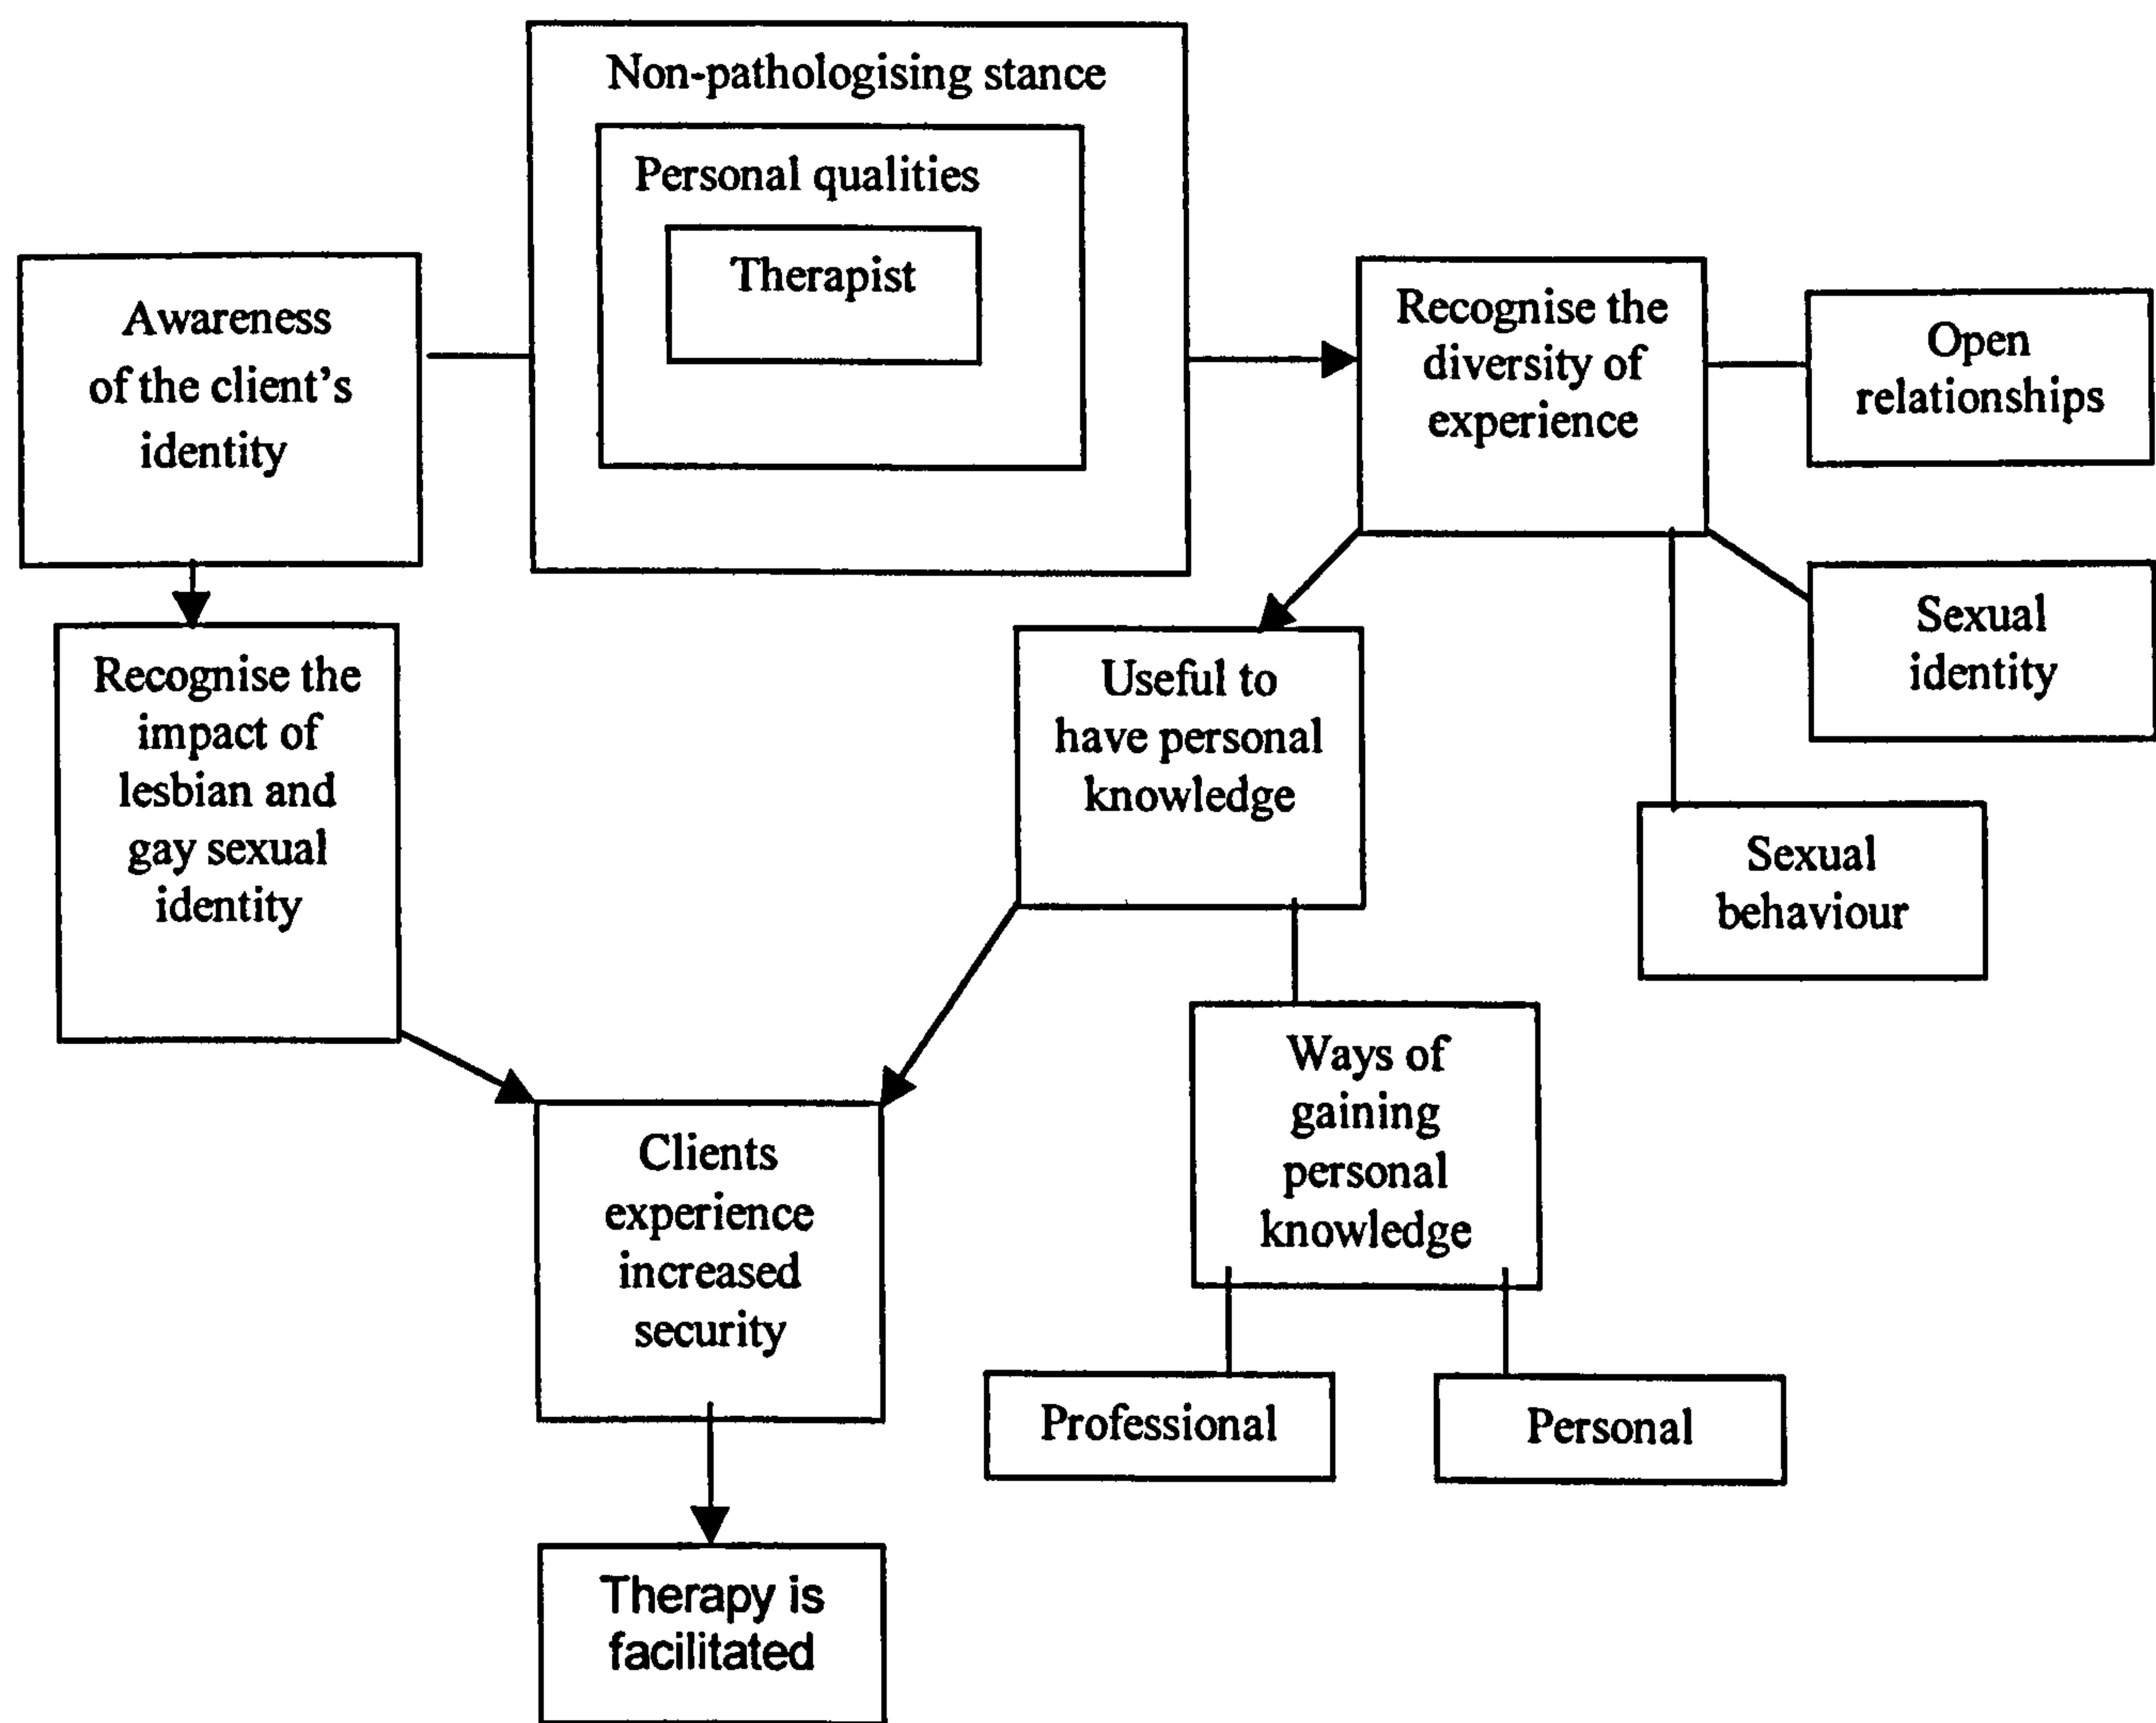 Non-pathologising stance
Personal qualities
Therapist
Awareness
of the client's
identity
Recognise the
diversity of
experience
Open
relationships
Sexual
identity
Sexual
behaviour
Recognise the
impact of
lesbian and
gay sexual
identity
Useful to
have personal
knowledge
Ways of
gaining
personal
knowledge
Professional
Personal
Clients
experience
increased
security
Therapy is
facilitated